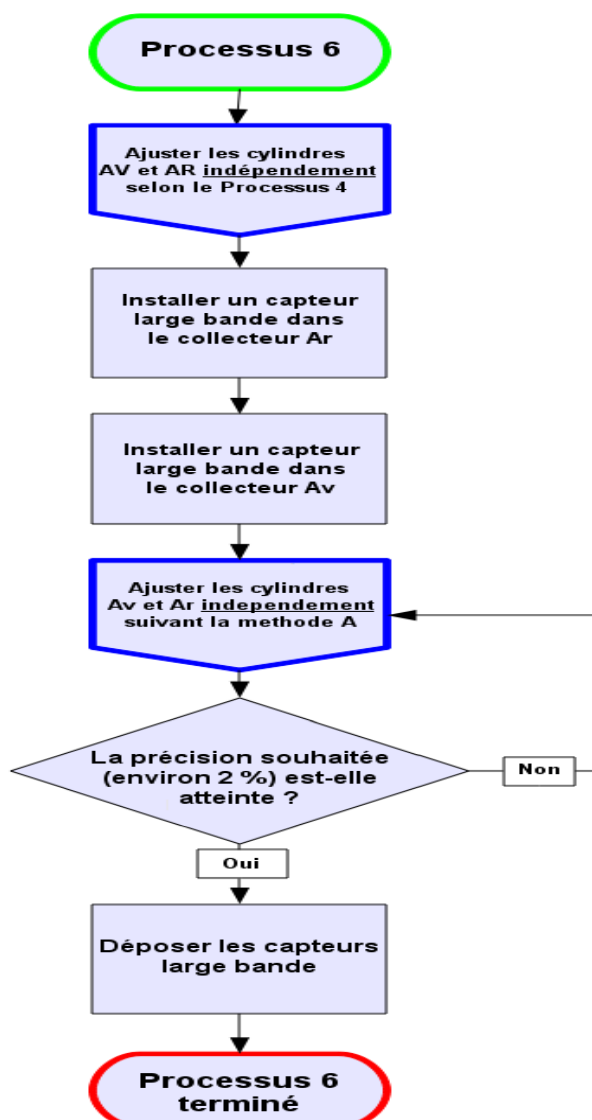 Processus 6
Ajuster les cylindres
AV et AR indépendement
selon le Processus 4
Installer un capteur
large bande dans
le collecteur Ar
Installer un capteur
large bande dans
le collecteur Av
Ajuster les cylindres
Av et Ar independement
suivant la methode A
La précision souhaitée
(environ 2 %) est-elle
atteinte ?
Non
Oui
Déposer les capteurs
large bande
Processus 6
terminé